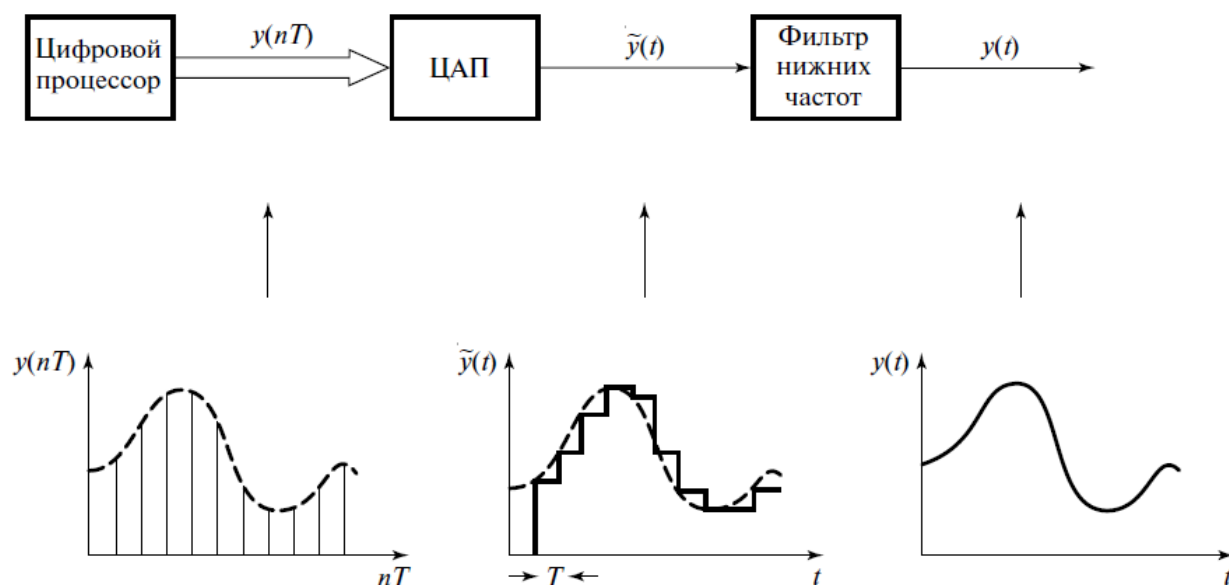 Цифровой
процессор
y(nT)
ЦАП
ỹ(t)
Фильтр
нижних
частот
y(t)
y(nT)
nT
ỹ(t)
T
t
y(t)
t